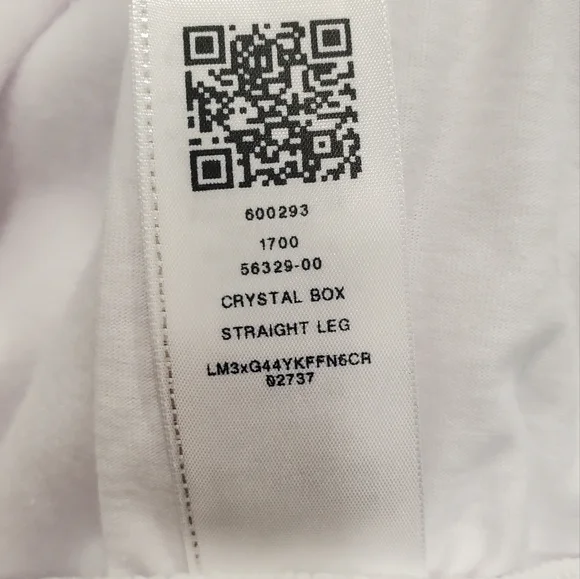 600293
1700
56329-00
CRYSTAL BOX
STRAIGHT LEG
LM3xG44YKFFN6CR
02737